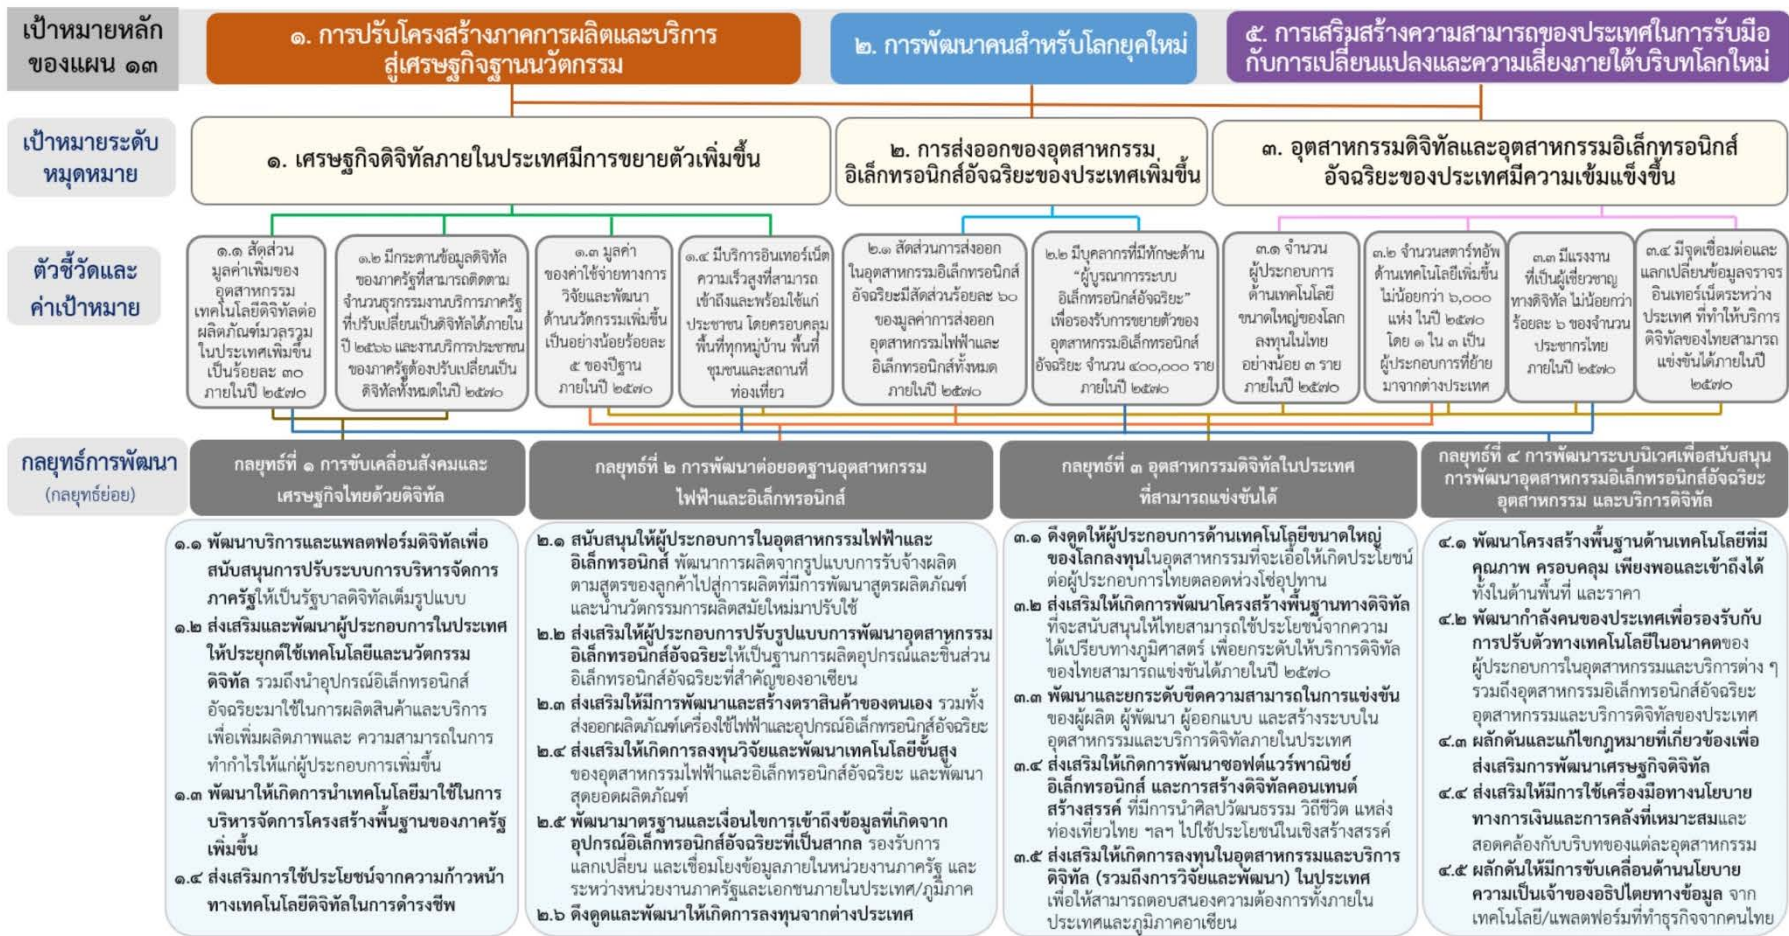 เป้าหมายหลัก
ของแผน ๑๓
๑. การปรับโครงสร้างภาคการผลิตและบริการ
สู่เศรษฐกิจฐานนวัตกรรม
๒. การพัฒนาคนสำหรับโลกยุคใหม่
๕. การเสริมสร้างความสามารถของประเทศในการรับมือ
กับการเปลี่ยนแปลงและความเสี่ยงภายใต้บริบทโลกใหม่
เป้าหมายระดับ
หมุดหมาย
๑. เศรษฐกิจดิจิทัลภายในประเทศมีการขยายตัวเพิ่มขึ้น
๒. การส่งออกของอุตสาหกรรม
อิเล็กทรอนิกส์อัจฉริยะของประเทศเพิ่มขึ้น
๓. อุตสาหกรรมดิจิทัลและอุตสาหกรรมอิเล็กทรอนิกส์
อัจฉริยะของประเทศมีความเข้มแข็งขึ้น
ตัวชี้วัดและ
ค่าเป้าหมาย
๑.๑ สัดส่วน
มูลค่าเพิ่มของ
อุตสาหกรรม
เทคโนโลยีดิจิทัลต่อ
ผลิตภัณฑ์มวลรวม
ในประเทศเพิ่มขึ้น
เป็นร้อยละ ๓๐
ภายในปี ๒๕๗๐
๑.๒ มีกระดานข้อมูลดิจิทัล
ของภาครัฐที่สามารถติดตาม
จำนวนธุรกรรมงานบริการภาครัฐ
ที่ปรับเปลี่ยนเป็นดิจิทัลได้ภายใน
ปี ๒๕๖๖ และงานบริการประชาชน
ของภาครัฐต้องปรับเปลี่ยนเป็น
ดิจิทัลทั้งหมดในปี ๒๕๗๐
๑.๓ มูลค่า
ของค่าใช้จ่ายทางการ
วิจัยและพัฒนา
ด้านนวัตกรรมเพิ่มขึ้น
เป็นอย่างน้อยร้อยละ
๕ ของปีฐาน
ภายในปี ๒๕๗๐
๑.๔ มีบริการอินเทอร์เน็ต
ความเร็วสูงที่สามารถ
เข้าถึงและพร้อมใช้แก่
ประชาชน โดยครอบคลุม
พื้นที่ทุกหมู่บ้าน พื้นที่
ชุมชนและสถานที่
ท่องเที่ยว
๒.๑ สัดส่วนการส่งออก
ในอุตสาหกรรมอิเล็กทรอนิกส์
อัจฉริยะมีสัดส่วนร้อยละ ๖๐
ของมูลค่าการส่งออก
อุตสาหกรรมไฟฟ้าและ
อิเล็กทรอนิกส์ทั้งหมด
ภายในปี ๒๕๗๐
๒.๒ มีบุคลากรที่มีทักษะด้าน
“ผู้บูรณาการระบบ
อิเล็กทรอนิกส์อัจฉริยะ”
เพื่อรองรับการขยายตัวของ
อุตสาหกรรมอิเล็กทรอนิกส์
อัจฉริยะ จำนวน ๔๐๐,๐๐๐ ราย
ภายในปี ๒๕๗๐
๓.๑ จำนวน
ผู้ประกอบการ
ด้านเทคโนโลยี
ขนาดใหญ่ของโลก
ลงทุนในไทย
อย่างน้อย ๓ ราย
ภายในปี ๒๕๗๐
๓.๒ จำนวนสตาร์ทอัพ
ด้านเทคโนโลยีเพิ่มขึ้น
ไม่น้อยกว่า ๖,๐๐๐
แห่ง ในปี ๒๕๗๐
โดย ๑ ใน ๓ เป็น
ผู้ประกอบการที่ย้าย
มาจากต่างประเทศ
๓.๓ มีแรงงาน
ที่เป็นผู้เชี่ยวชาญ
ทางดิจิทัล ไม่น้อยกว่า
ร้อยละ ๖ ของจำนวน
ประชากรไทย
ภายในปี ๒๕๗๐
๓.๔ มีจุดเชื่อมต่อและ
แลกเปลี่ยนข้อมูลจราจร
อินเทอร์เน็ตระหว่าง
ประเทศ ที่ทำให้บริการ
ดิจิทัลของไทยสามารถ
แข่งขันได้ภายในปี
๒๕๗๐
กลยุทธ์การพัฒนา
(กลยุทธ์ย่อย)
กลยุทธ์ที่ ๑ การขับเคลื่อนสังคมและ
เศรษฐกิจไทยด้วยดิจิทัล
กลยุทธ์ที่ ๒ การพัฒนาต่อยอดฐานอุตสาหกรรม
ไฟฟ้าและอิเล็กทรอนิกส์
กลยุทธ์ที่ ๓ อุตสาหกรรมดิจิทัลในประเทศ
ที่สามารถแข่งขันได้
กลยุทธ์ที่ ๔ การพัฒนาระบบนิเวศเพื่อสนับสนุน
การพัฒนาอุตสาหกรรมอิเล็กทรอนิกส์อัจฉริยะ
อุตสาหกรรม และบริการดิจิทัล
๑.๑ พัฒนาบริการและแพลตฟอร์มดิจิทัลเพื่อ
สนับสนุนการปรับระบบการบริหารจัดการ
ภาครัฐให้เป็นรัฐบาลดิจิทัลเต็มรูปแบบ
๑.๒ ส่งเสริมและพัฒนาผู้ประกอบการในประเทศ
ให้ประยุกต์ใช้เทคโนโลยีและนวัตกรรม
ดิจิทัล รวมถึงนำอุปกรณ์อิเล็กทรอนิกส์
อัจฉริยะมาใช้ในการผลิตสินค้าและบริการ
เพื่อเพิ่มผลิตภาพและ ความสามารถในการ
ทำกำไรให้แก่ผู้ประกอบการเพิ่มขึ้น
๑.๓ พัฒนาให้เกิดการนำเทคโนโลยีมาใช้ในการ
บริหารจัดการโครงสร้างพื้นฐานของภาครัฐ
เพิ่มขึ้น
๑.๔ ส่งเสริมการใช้ประโยชน์จากความก้าวหน้า
ทางเทคโนโลยีดิจิทัลในการดำรงชีพ
๒.๑ สนับสนุนให้ผู้ประกอบการในอุตสาหกรรมไฟฟ้าและ
อิเล็กทรอนิกส์ พัฒนาการผลิตจากรูปแบบการรับจ้างผลิต
ตามสูตรของลูกค้าไปสู่การผลิตที่มีการพัฒนาสูตรผลิตภัณฑ์
และนำนวัตกรรมการผลิตสมัยใหม่มาปรับใช้
๒.๒ ส่งเสริมให้ผู้ประกอบการปรับรูปแบบการพัฒนาอุตสาหกรรม
อิเล็กทรอนิกส์อัจฉริยะให้เป็นฐานการผลิตอุปกรณ์และชิ้นส่วน
อิเล็กทรอนิกส์อัจฉริยะที่สำคัญของอาเซียน
๒.๓ ส่งเสริมให้มีการพัฒนาและสร้างตราสินค้าของตนเอง รวมทั้ง
ส่งออกผลิตภัณฑ์เครื่องใช้ไฟฟ้าและอุปกรณ์อิเล็กทรอนิกส์อัจฉริยะ
๒.๔ ส่งเสริมให้เกิดการลงทุนวิจัยและพัฒนาเทคโนโลยีขั้นสูง
ของอุตสาหกรรมไฟฟ้าและอิเล็กทรอนิกส์อัจฉริยะ และพัฒนา
สุดยอดผลิตภัณฑ์
๒.๕ พัฒนามาตรฐานและเงื่อนไขการเข้าถึงข้อมูลที่เกิดจาก
อุปกรณ์อิเล็กทรอนิกส์อัจฉริยะที่เป็นสากล รองรับการ
แลกเปลี่ยน และเชื่อมโยงข้อมูลภายในหน่วยงานภาครัฐ และ
ระหว่างหน่วยงานภาครัฐและเอกชนภายในประเทศ/ภูมิภาค
๒.๖ ดึงดูดและพัฒนาให้เกิดการลงทุนจากต่างประเทศ
๓.๑ ดึงดูดให้ผู้ประกอบการด้านเทคโนโลยีขนาดใหญ่
ของโลกลงทุนในอุตสาหกรรมที่จะเอื้อให้เกิดประโยชน์
ต่อผู้ประกอบการไทยตลอดห่วงโซ่อุปทาน
๓.๒ ส่งเสริมให้เกิดการพัฒนาโครงสร้างพื้นฐานทางดิจิทัล
ที่จะสนับสนุนให้ไทยสามารถใช้ประโยชน์จากความ
ได้เปรียบทางภูมิศาสตร์ เพื่อยกระดับให้บริการดิจิทัล
ของไทยสามารถแข่งขันได้ภายในปี ๒๕๗๐
๓.๓ พัฒนาและยกระดับขีดความสามารถในการแข่งขัน
ของผู้ผลิต ผู้พัฒนา ผู้ออกแบบ และสร้างระบบใน
อุตสาหกรรมและบริการดิจิทัลภายในประเทศ
๓.๔ ส่งเสริมให้เกิดการพัฒนาซอฟต์แวร์พาณิชย์
อิเล็กทรอนิกส์ และการสร้างดิจิทัลคอนเทนต์
สร้างสรรค์ ที่มีการนำศิลปวัฒนธรรม วิถีชีวิต แหล่ง
ท่องเที่ยวไทย ฯลฯ ไปใช้ประโยชน์ในเชิงสร้างสรรค์
๓.๕ ส่งเสริมให้เกิดการลงทุนในอุตสาหกรรมและบริการ
ดิจิทัล (รวมถึงการวิจัยและพัฒนา) ในประเทศ
เพื่อให้สามารถตอบสนองความต้องการทั้งภายใน
ประเทศและภูมิภาคอาเซียน
๔.๑ พัฒนาโครงสร้างพื้นฐานด้านเทคโนโลยีที่มี
คุณภาพ ครอบคลุม เพียงพอและเข้าถึงได้
ทั้งในด้านพื้นที่ และราคา
๔.๒ พัฒนากำลังคนของประเทศเพื่อรองรับกับ
การปรับตัวทางเทคโนโลยีในอนาคตของ
ผู้ประกอบการในอุตสาหกรรมและบริการต่าง ๆ
รวมถึงอุตสาหกรรมอิเล็กทรอนิกส์อัจฉริยะ
อุตสาหกรรมและบริการดิจิทัลของประเทศ
๔.๓ ผลักดันและแก้ไขกฎหมายที่เกี่ยวข้องเพื่อ
ส่งเสริมการพัฒนาเศรษฐกิจดิจิทัล
๔.๔ ส่งเสริมให้มีการใช้เครื่องมือทางนโยบาย
ทางการเงินและการคลังที่เหมาะสมและ
สอดคล้องกับบริบทของแต่ละอุตสาหกรรม
๔.๕ ผลักดันให้มีการขับเคลื่อนด้านนโยบาย
ความเป็นเจ้าของอธิปไตยทางข้อมูล จาก
เทคโนโลยี/แพลตฟอร์มที่ทำธุรกิจจากคนไทย